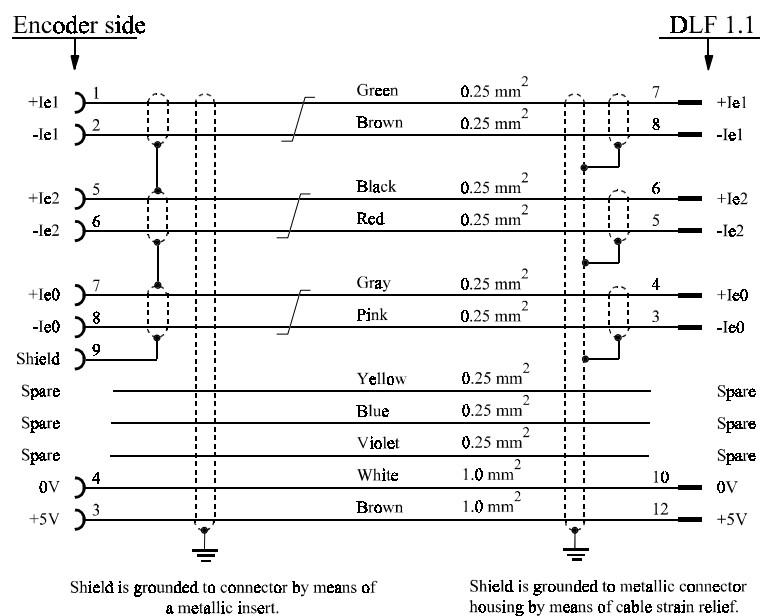 Encoder side DLF 1.1
+Ie1 1 Green 0.25 mm² 7 +Ie1
-Ie1 2 Brown 0.25 mm² 8 -Ie1
+Ie2 5 Black 0.25 mm² 6 +Ie2
-Ie2 6 Red 0.25 mm² 5 -Ie2
+Ie0 7 Gray 0.25 mm² 4 +Ie0
-Ie0 8 Pink 0.25 mm² 3 -Ie0
Shield 9
Spare Yellow 0.25 mm² Spare
Spare Blue 0.25 mm² Spare
Spare Violet 0.25 mm² Spare
0V 4 White 1.0 mm² 10 0V
+5V 3 Brown 1.0 mm² 12 +5V
Shield is grounded to connector by means of
a metallic insert.
Shield is grounded to metallic connector
housing by means of cable strain relief.